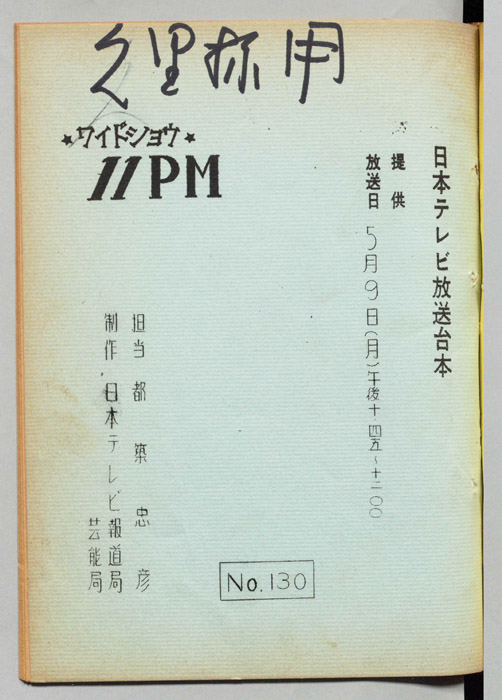 久里様用
★ワイドショウ★
11PM
日本テレビ放送台本
提供
放送日 5月9日(月)午後十一四五~十二〇〇
担当 都築忠彦
制作 日本テレビ報道局
芸能局
No.130